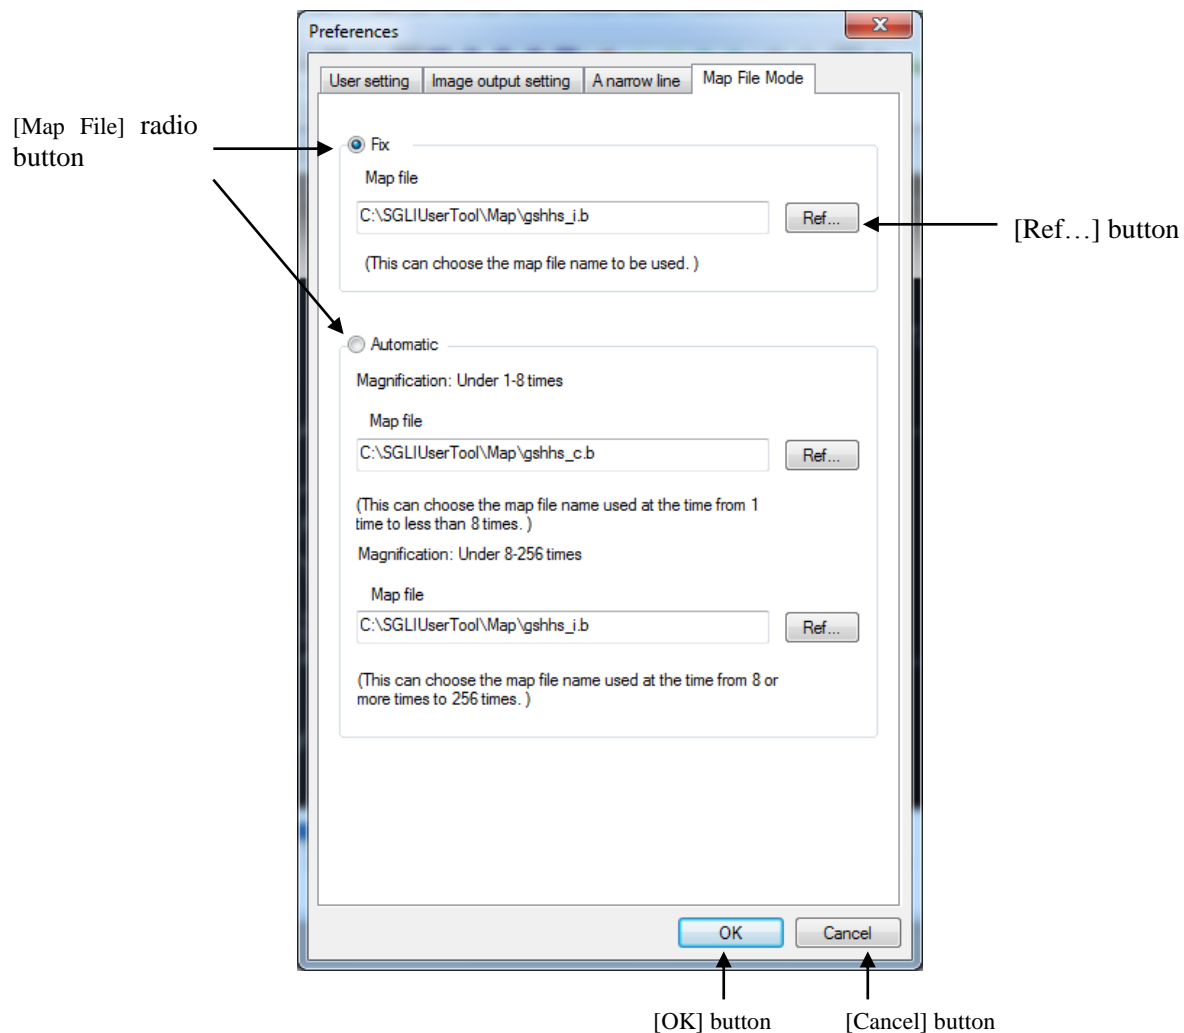 Preferences
User setting
Image output setting
A narrow line
Map File Mode
[Map File] radio
button
Fix
Map file
C:\SGLIUserTool\Map\gshhs_i.b
Ref...
[Ref…] button
(This can choose the map file name to be used. )
Automatic
Magnification: Under 1-8 times
Map file
C:\SGLIUserTool\Map\gshhs_c.b
Ref...
(This can choose the map file name used at the time from 1
time to less than 8 times. )
Magnification: Under 8-256 times
Map file
C:\SGLIUserTool\Map\gshhs_i.b
Ref...
(This can choose the map file name used at the time from 8 or
more times to 256 times. )
OK
Cancel
[OK] button
[Cancel] button